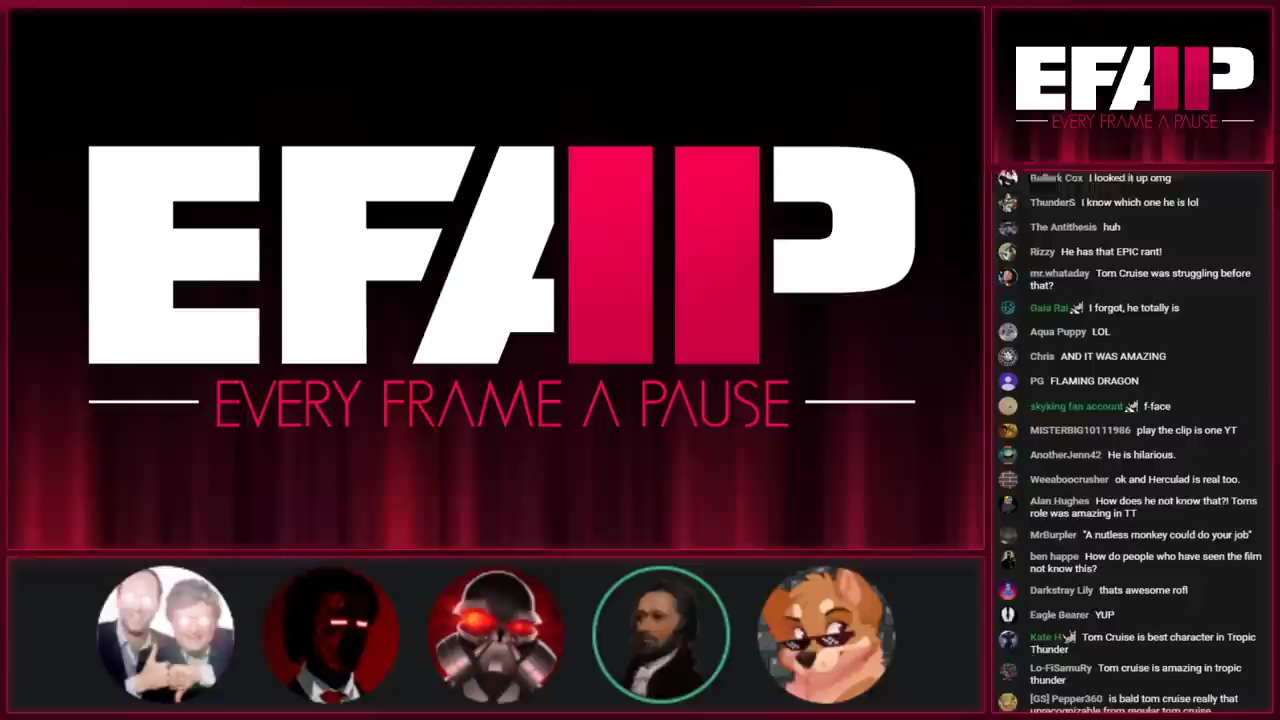 EFAP
EVERY FRAME A PAUSE
EFAP
EVERY FRAME A PAUSE
Cox I looked it up omg
ThunderS I know which one he is lol
The Antithesis huh
Rizzy He has that EPIC rant!
mr.whataday Tom Cruise was struggling before
that?
Gaia Rai I forgot, he totally is
Aqua Puppy LOL
Chris AND IT WAS AMAZING
PG FLAMING DRAGON
skyking fan account f-face
MISTERBIG10111986 play the clip is one YT
AnotherJenn42 He is hilarious.
Weeaboocrusher ok and Herculad is real too.
Alan Hughes How does he not know that?! Toms
role was amazing in TT
MrBurpler "A nutless monkey could do your job"
ben happe How do people who have seen the film
not know this?
Darkstray Lily thats awesome rofl
Eagle Bearer YUP
Kate H Tom Cruise is best character in Tropic
Thunder
Lo-FiSamuRy Tom cruise is amazing in tropic
thunder
[GS] Pepper360 is bald tom cruise really that
unrecognizable from regular tom cruise